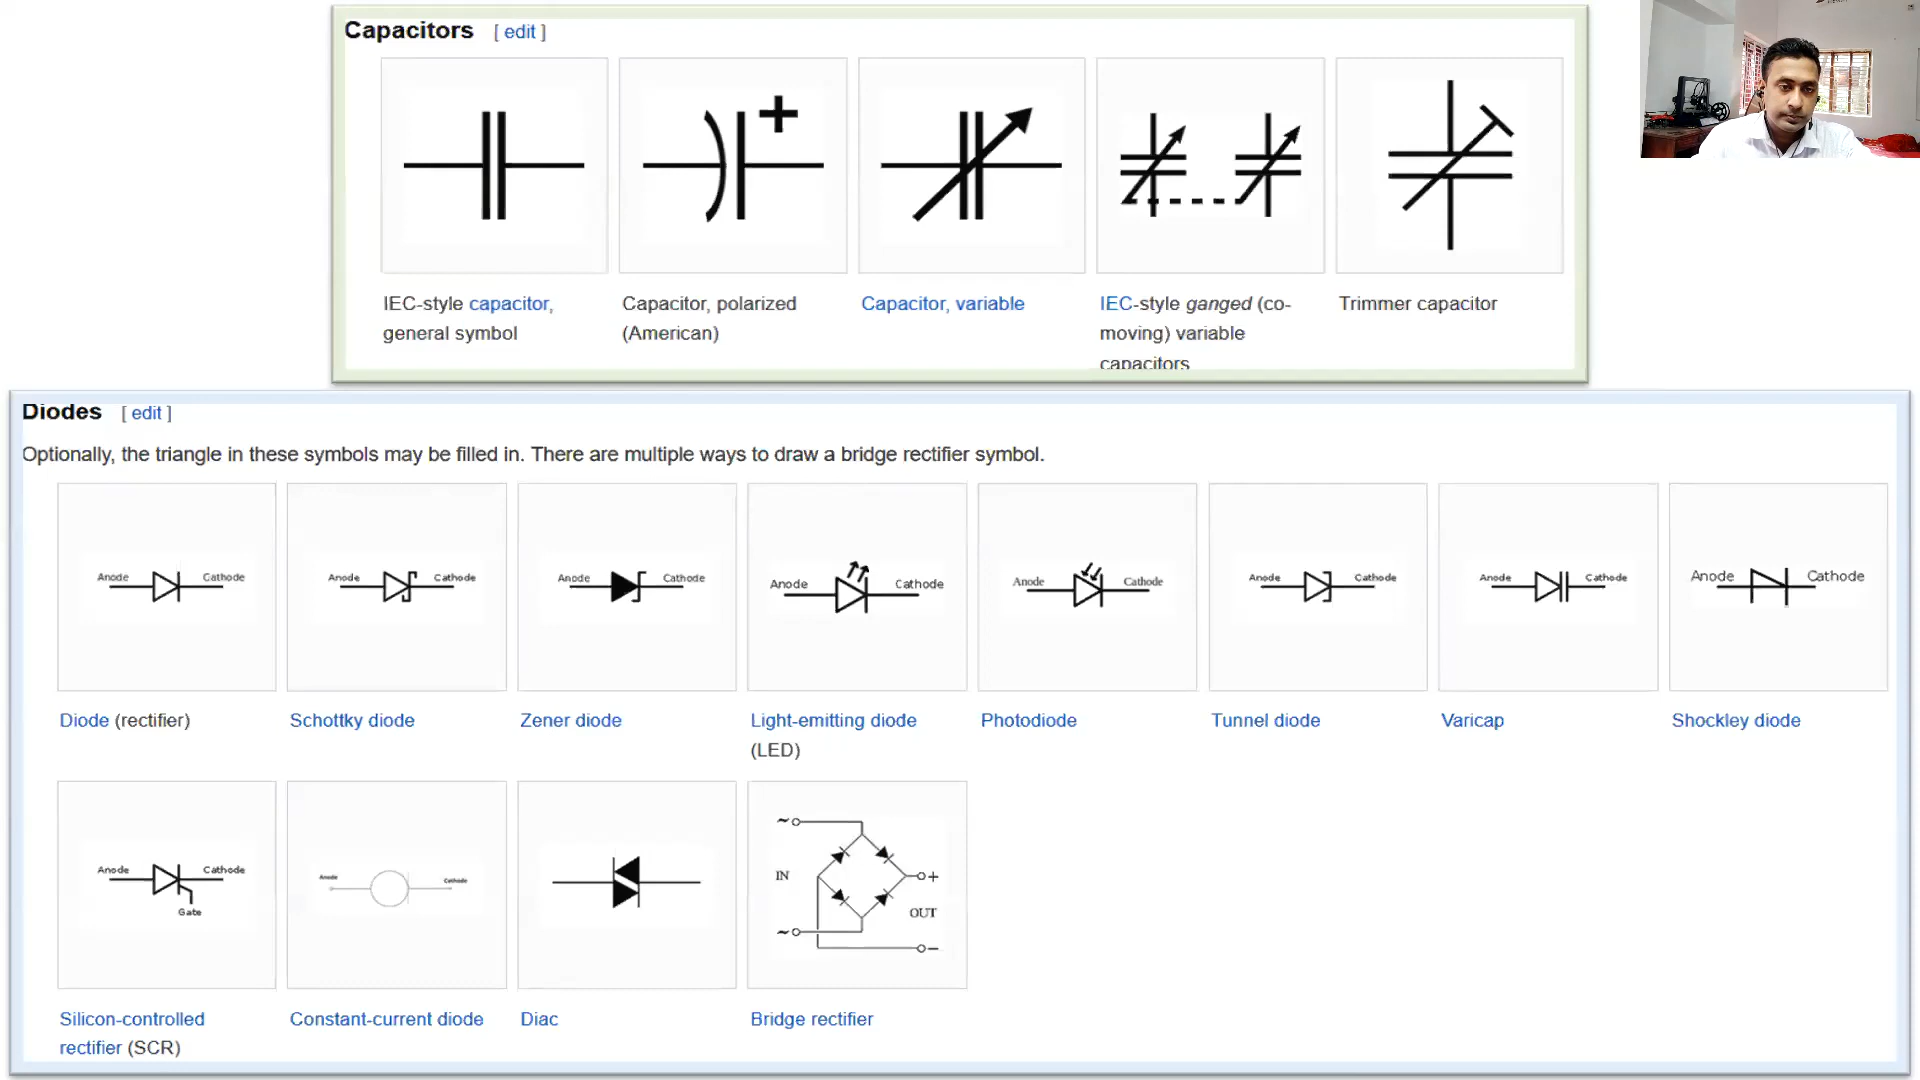 Capacitors [ edit ]
+
IEC-style capacitor, general symbol
Capacitor, polarized (American)
Capacitor, variable
IEC-style ganged (co-moving) variable capacitors
Trimmer capacitor
Diodes [ edit ]
Optionally, the triangle in these symbols may be filled in. There are multiple ways to draw a bridge rectifier symbol.
Anode Cathode
Anode Cathode
Anode Cathode
Anode Cathode
Anode Cathode
Anode Cathode
Anode Cathode
Anode Cathode
Diode (rectifier)
Schottky diode
Zener diode
Light-emitting diode
(LED)
Photodiode
Tunnel diode
Varicap
Shockley diode
Anode Cathode
Gate
Anode Cathode
~
IN
+
OUT
~
−
Silicon-controlled
rectifier (SCR)
Constant-current diode
Diac
Bridge rectifier